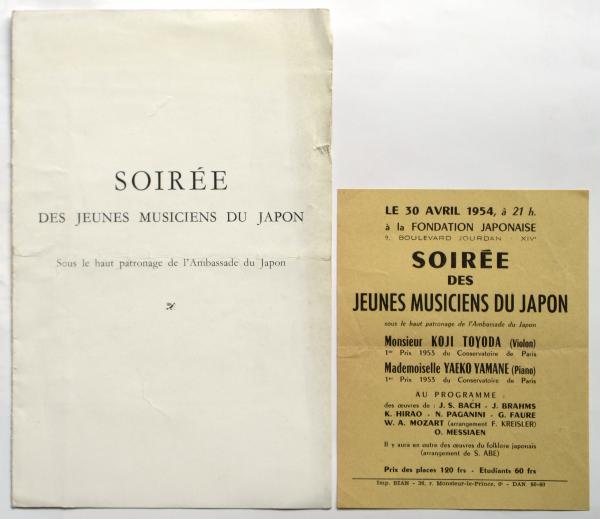 SOIRÉE
DES JEUNES MUSICIENS DU JAPON
Sous le haut patronage de l'Ambassade du Japon
LE 30 AVRIL 1954, à 21 h.
à la FONDATION JAPONAISE
9, BOULEVARD JOURDAN - XIVe
SOIRÉE
DES
JEUNES MUSICIENS DU JAPON
sous le haut patronage de l'Ambassade du Japon
Monsieur KOJI TOYODA (Violon)
1er Prix 1953 du Conservatoire de Paris
Mademoiselle YAEKO YAMANE (Piano)
1er Prix 1953 du Conservatoire de Paris
AU PROGRAMME :
des œuvres de : J. S. BACH - J. BRAHMS
K. HIRAO - N. PAGANINI - G. FAURE
W. A. MOZART (arrangement F. KREISLER)
O. MESSIAEN
Il y aura en outre des œuvres du folklore japonais
(arrangement de S. ABE)
Prix des places 120 frs - Etudiants 60 frs
Imp. BIAN - 36, r. Monsieur-le-Prince, 6e - DAN. 80-60